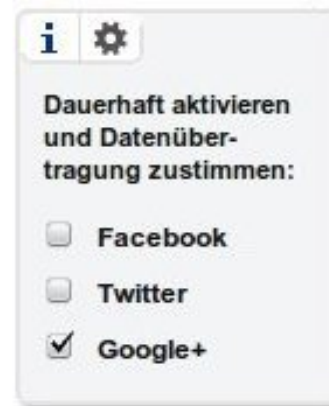 i
Dauerhaft aktivieren
und Datenüber-
tragung zustimmen:
Facebook
Twitter
Google+